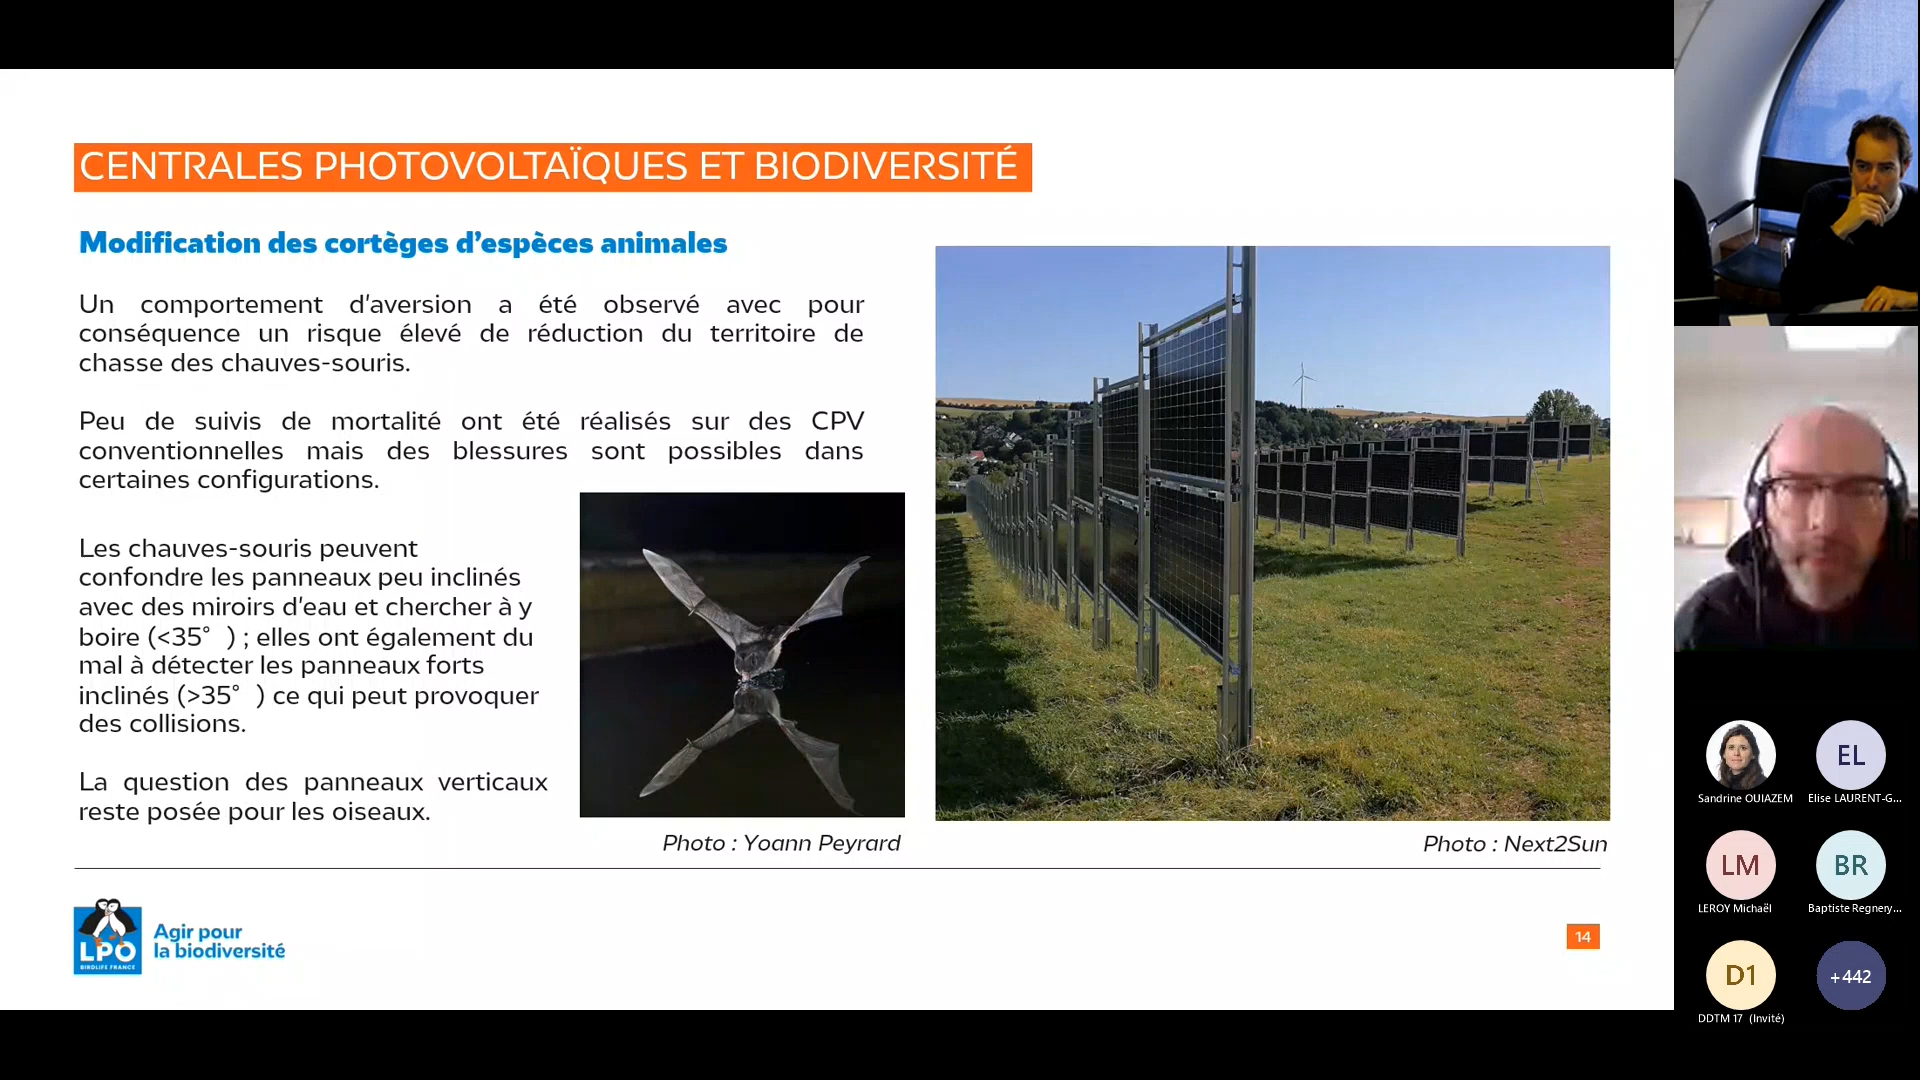 CENTRALES PHOTOVOLTAÏQUES ET BIODIVERSITÉ
Modification des cortèges d'espèces animales
Un comportement d'aversion a été observé avec pour
conséquence un risque élevé de réduction du territoire de
chasse des chauves-souris.
Peu de suivis de mortalité ont été réalisés sur des CPV
conventionnelles mais des blessures sont possibles dans
certaines configurations.
Les chauves-souris peuvent
confondre les panneaux peu inclinés
avec des miroirs d'eau et chercher à y
boire (<35° ) ; elles ont également du
mal à détecter les panneaux forts
inclinés (>35° ) ce qui peut provoquer
des collisions.
La question des panneaux verticaux
reste posée pour les oiseaux.
Photo : Yoann Peyrard
Photo : Next2Sun
LPO
BIRDLIFE FRANCE
Agir pour
la biodiversité
14
Sandrine OUIAZEM
EL
Elise LAURENT-G...
LM
LEROY Michaël
BR
Baptiste Regnery...
D1
DDTM 17 (Invité)
+442